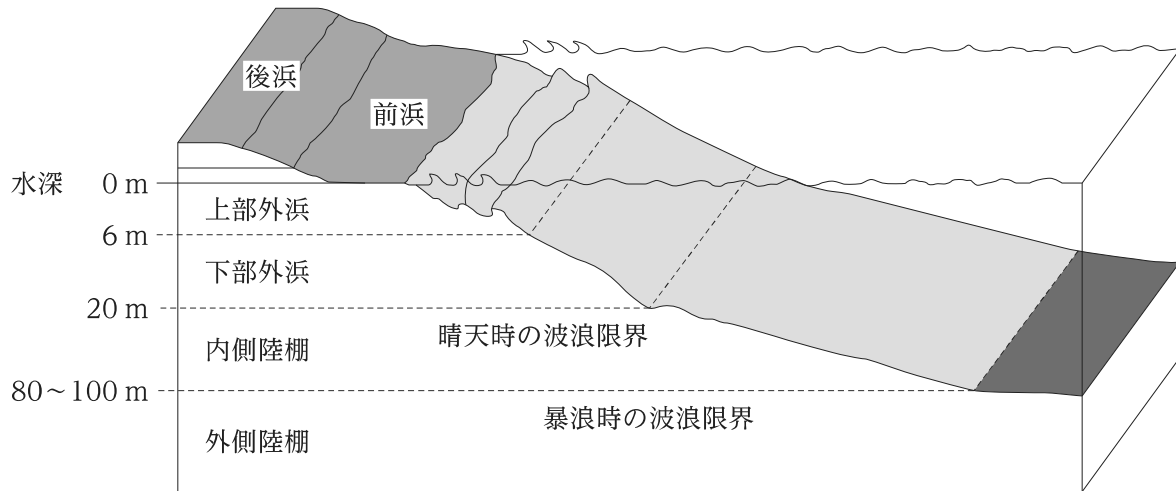 後浜
前浜
水深 0 m
上部外浜
6 m
下部外浜
20 m
晴天時の波浪限界
内側陸棚
80~100 m
暴浪時の波浪限界
外側陸棚